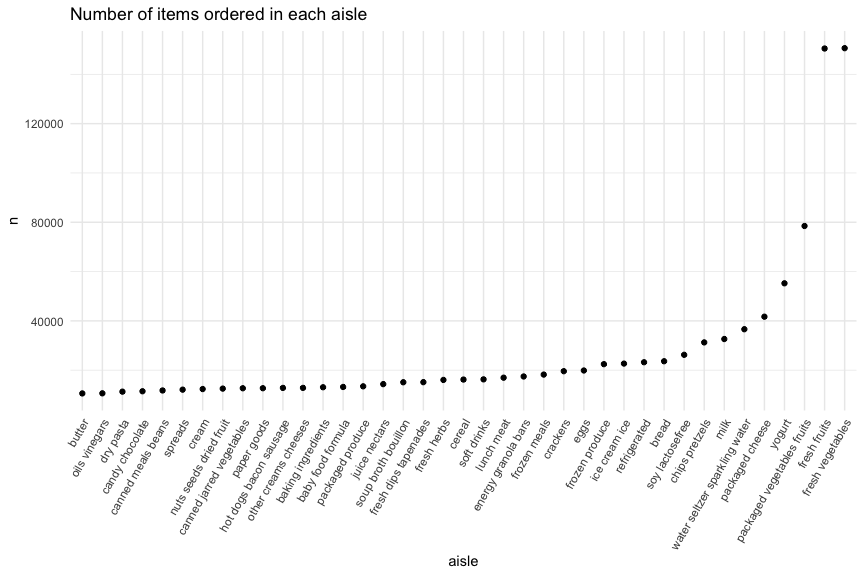 Number of items ordered in each aisle
n
120000
80000
40000
butter
oils vinegars
dry pasta
candy chocolate
canned meals beans
spreads
cream
nuts seeds dried fruit
canned jarred vegetables
paper goods
hot dogs bacon sausage
other creams cheeses
baking ingredients
baby food formula
packaged produce
juice nectars
soup broth bouillon
fresh dips tapenades
fresh herbs
cereal
soft drinks
lunch meat
energy granola bars
frozen meals
crackers
eggs
frozen produce
ice cream ice
refrigerated
bread
soy lactosefree
chips pretzels
milk
water seltzer sparkling water
packaged cheese
yogurt
packaged vegetables fruits
fresh fruits
fresh vegetables
aisle